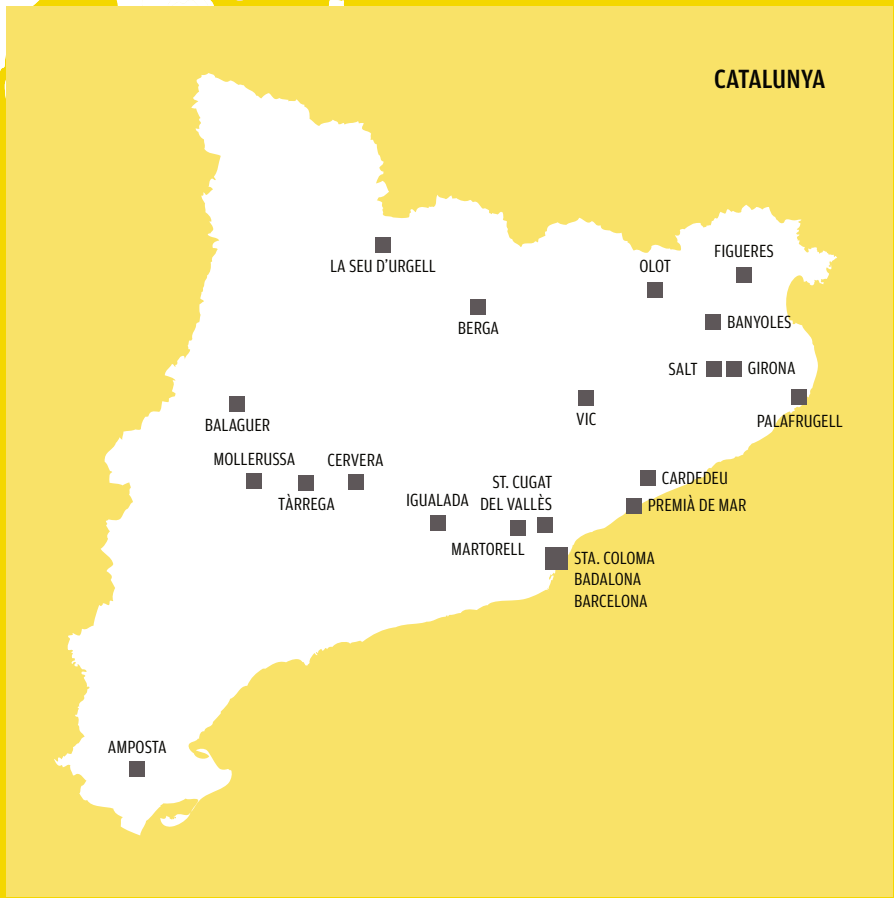 CATALUNYA
FIGUERES
OLOT
LA SEU D'URGELL
BERGA
BANYOLES
SALT
GIRONA
VIC
PALAFRUGELL
BALAGUER
MOLLERUSSA
CERVERA
TÀRREGA
IGUALADA
ST. CUGAT
DEL VALLÈS
CARDEDEU
PREMIÀ DE MAR
MARTORELL
STA. COLOMA
BADALONA
BARCELONA
AMPOSTA